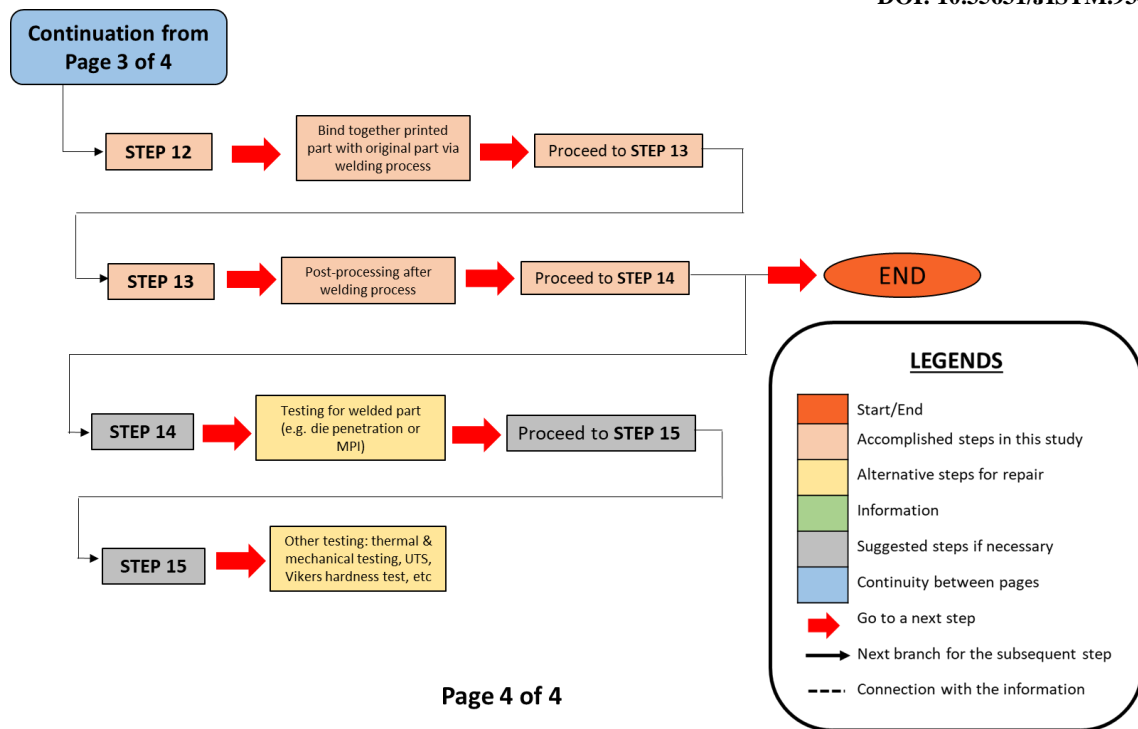 Continuation from
Page 3 of 4
STEP 12
Bind together printed
part with original part via
welding process
Proceed to STEP 13
STEP 13
Post-processing after
welding process
Proceed to STEP 14
END
STEP 14
Testing for welded part
(e.g. die penetration or
MPI)
Proceed to STEP 15
STEP 15
Other testing: thermal &
mechanical testing, UTS,
Vikers hardness test, etc
LEGENDS
Start/End
Accomplished steps in this study
Alternative steps for repair
Information
Suggested steps if necessary
Continuity between pages
Go to a next step
Next branch for the subsequent step
Connection with the information
Page 4 of 4